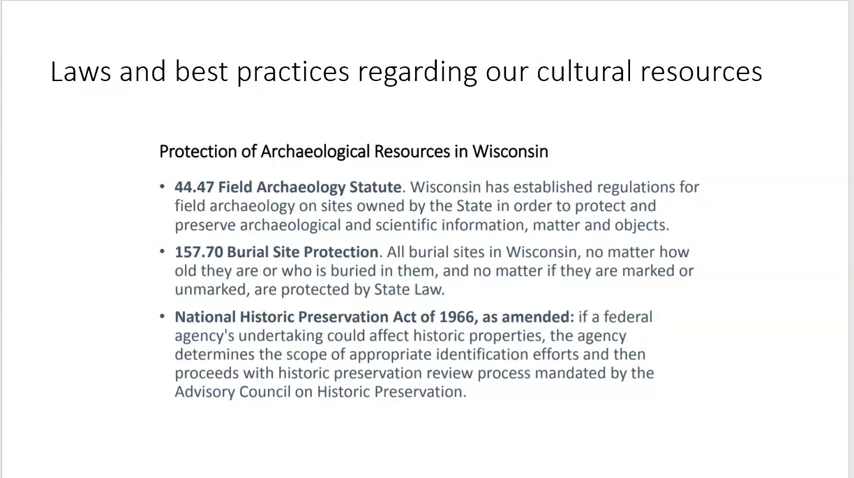 Laws and best practices regarding our cultural resources
Protection of Archaeological Resources in Wisconsin
• 44.47 Field Archaeology Statute. Wisconsin has established regulations for
field archaeology on sites owned by the State in order to protect and
preserve archaeological and scientific information, matter and objects.
• 157.70 Burial Site Protection. All burial sites in Wisconsin, no matter how
old they are or who is buried in them, and no matter if they are marked or
unmarked, are protected by State Law.
• National Historic Preservation Act of 1966, as amended: if a federal
agency's undertaking could affect historic properties, the agency
determines the scope of appropriate identification efforts and then
proceeds with historic preservation review process mandated by the
Advisory Council on Historic Preservation.